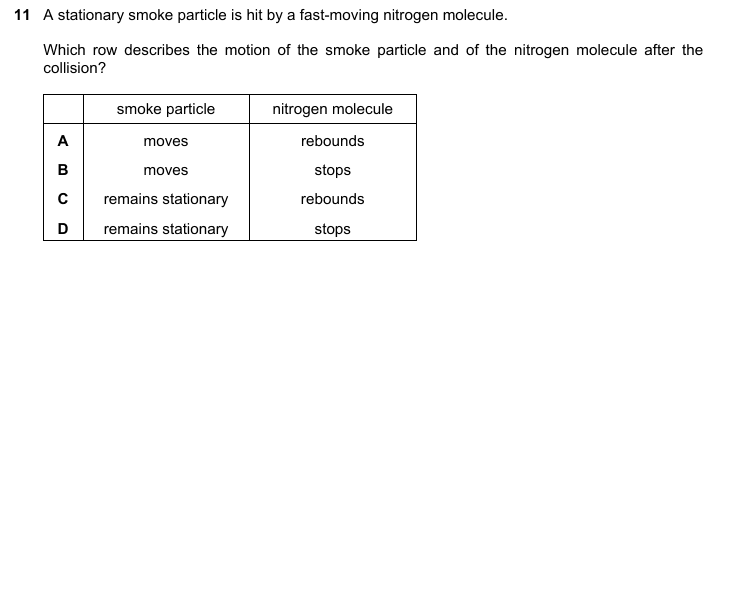 11 A stationary smoke particle is hit by a fast-moving nitrogen molecule.
Which row describes the motion of the smoke particle and of the nitrogen molecule after the
collision?
smoke particle nitrogen molecule
A moves rebounds
B moves stops
C remains stationary rebounds
D remains stationary stops